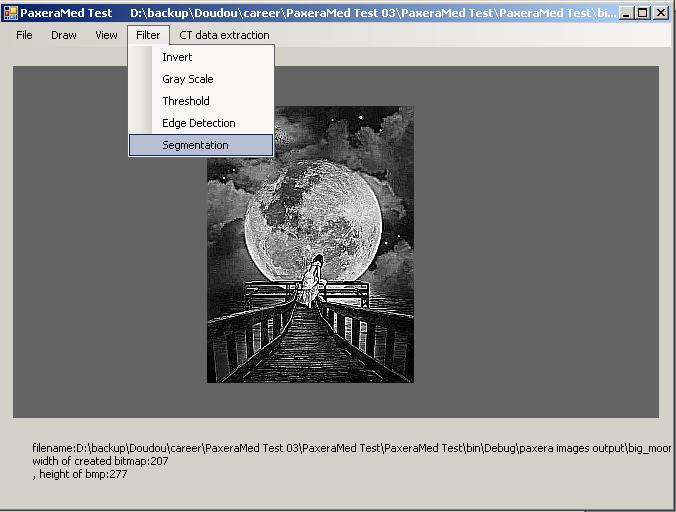 PaxeraMed Test D:\backup\Doudou\career\PaxeraMed Test 03\PaxeraMed Test\PaxeraMed Test\bi...
File Draw View Filter CT data extraction
Invert
Gray Scale
Threshold
Edge Detection
Segmentation
filename:D:\backup\Doudou\career\PaxeraMed Test 03\PaxeraMed Test\PaxeraMed Test\bin\Debug\paxera images output\big_moon
width of created bitmap:207
, height of bmp:277